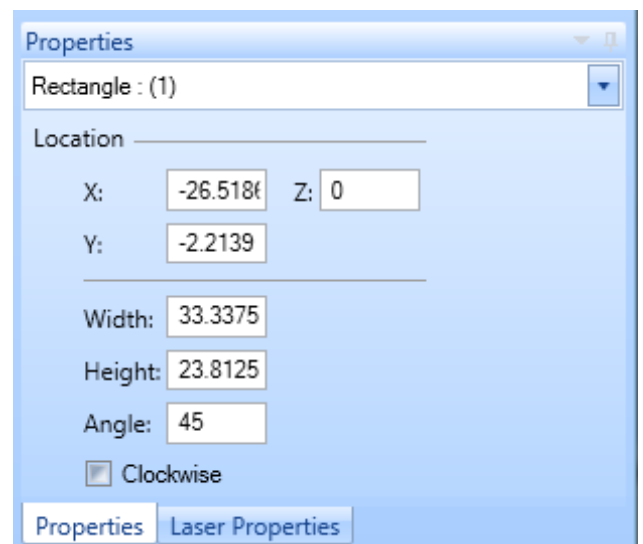 Properties
Rectangle : (1)
Location
X: -26.518 Z: 0
Y: -2.2139
Width: 33.3375
Height: 23.8125
Angle: 45
Clockwise
Properties Laser Properties